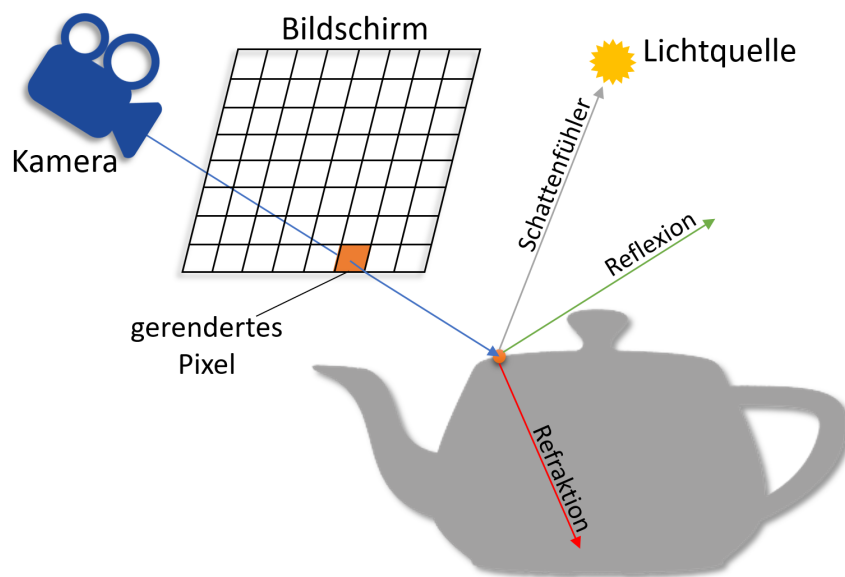 Bildschirm
Lichtquelle
Kamera
Schattenfühler
Reflexion
gerendertes
Pixel
Refraktion